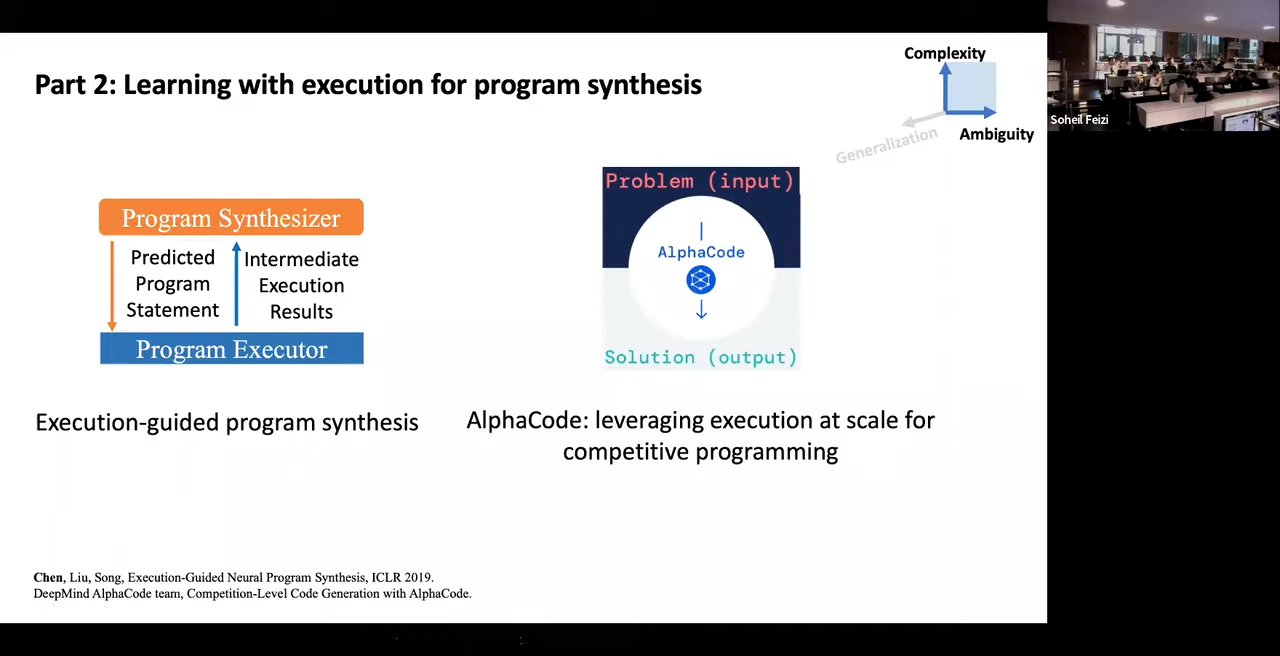 Part 2: Learning with execution for program synthesis
Complexity
Ambiguity
Generalization
Soheil Feizi
Program Synthesizer
Predicted
Program
Statement
Intermediate
Execution
Results
Program Executor
Execution-guided program synthesis
Problem (input)
AlphaCode
Solution (output)
AlphaCode: leveraging execution at scale for
competitive programming
Chen, Liu, Song, Execution-Guided Neural Program Synthesis, ICLR 2019.
DeepMind AlphaCode team, Competition-Level Code Generation with AlphaCode.